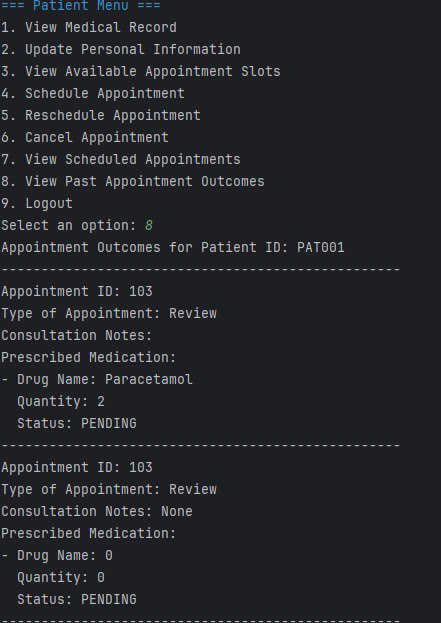 === Patient Menu ===
1. View Medical Record
2. Update Personal Information
3. View Available Appointment Slots
4. Schedule Appointment
5. Reschedule Appointment
6. Cancel Appointment
7. View Scheduled Appointments
8. View Past Appointment Outcomes
9. Logout
Select an option: 8
Appointment Outcomes for Patient ID: PAT001
--------------------------------------------------
Appointment ID: 103
Type of Appointment: Review
Consultation Notes:
Prescribed Medication:
- Drug Name: Paracetamol
  Quantity: 2
  Status: PENDING
--------------------------------------------------
Appointment ID: 103
Type of Appointment: Review
Consultation Notes: None
Prescribed Medication:
- Drug Name: 0
  Quantity: 0
  Status: PENDING
--------------------------------------------------